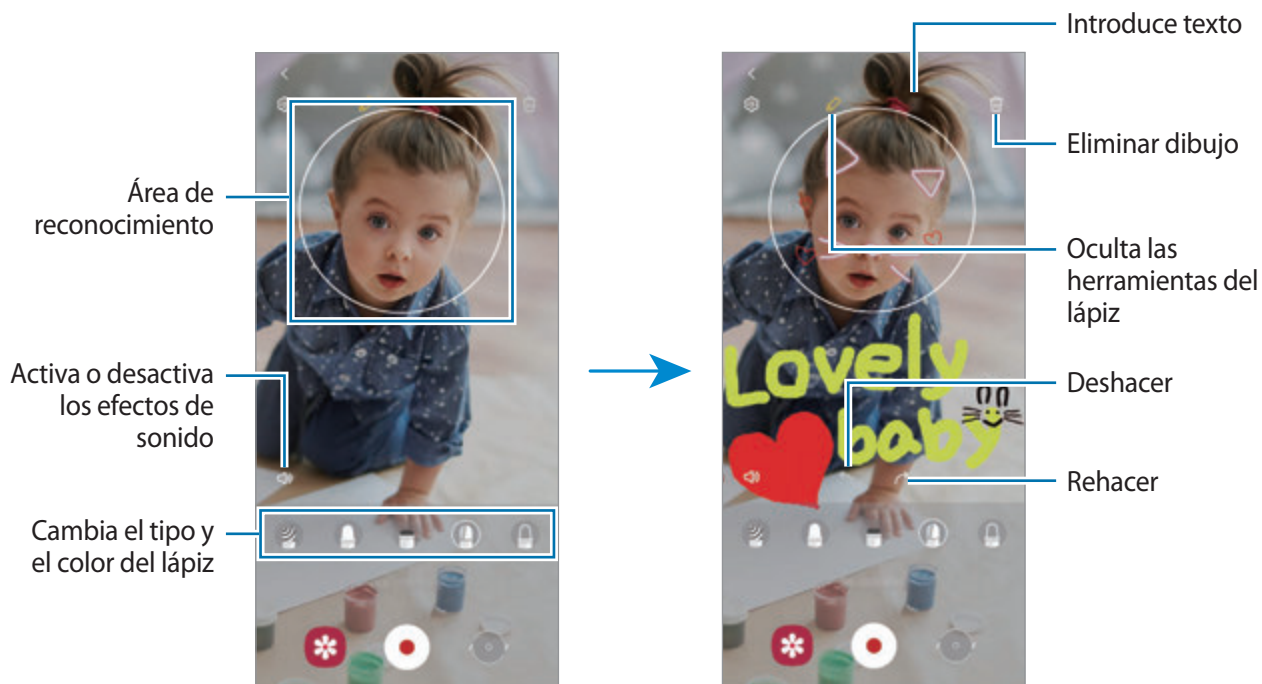 Área de
reconocimiento
Activa o desactiva
los efectos de
sonido
Cambia el tipo y
el color del lápiz
Introduce texto
Eliminar dibujo
Oculta las
herramientas del
lápiz
Deshacer
Rehacer
Lovely
baby